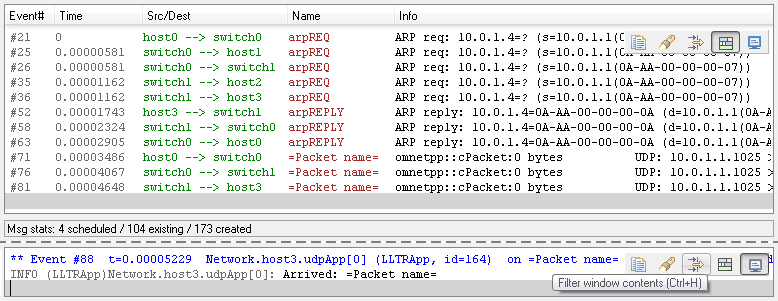 Event# Time Src/Dest Name Info
#21 0 host0 --> switch0 arpREQ ARP req: 10.0.1.4=? (s=10.0.1.1(0
#25 0.00000581 switch0 --> host1 arpREQ ARP req: 10.0.1.4=? (s=10.0.1.1(0A-AA-00-00-00-07))
#26 0.00000581 switch0 --> switch1 arpREQ ARP req: 10.0.1.4=? (s=10.0.1.1(0A-AA-00-00-00-07))
#35 0.00001162 switch1 --> host2 arpREQ ARP req: 10.0.1.4=? (s=10.0.1.1(0A-AA-00-00-00-07))
#36 0.00001162 switch1 --> host3 arpREQ ARP req: 10.0.1.4=? (s=10.0.1.1(0A-AA-00-00-00-07))
#52 0.00001743 host3 --> switch1 arpREPLY ARP reply: 10.0.1.4=0A-AA-00-00-00-0A (d=10.0.1.1(0A-A
#58 0.00002324 switch1 --> switch0 arpREPLY ARP reply: 10.0.1.4=0A-AA-00-00-00-0A (d=10.0.1.1(0A-A
#63 0.00002905 switch0 --> host0 arpREPLY ARP reply: 10.0.1.4=0A-AA-00-00-00-0A (d=10.0.1.1(0A-A
#71 0.00003486 host0 --> switch0 =Packet name= omnetpp::cPacket:0 bytes UDP: 10.0.1.1.1025 >
#76 0.00004067 switch0 --> switch1 =Packet name= omnetpp::cPacket:0 bytes UDP: 10.0.1.1.1025 >
#81 0.00004648 switch1 --> host3 =Packet name= omnetpp::cPacket:0 bytes UDP: 10.0.1.1.1025 >
Msg stats: 4 scheduled / 104 existing / 173 created
** Event #88 t=0.00005229 Network.host3.udpApp[0] (LLTRApp, id=164) on =Packet name=
INFO (LLTRApp)Network.host3.udpApp[0]: Arrived: =Packet name=
Filter window contents (Ctrl+H)